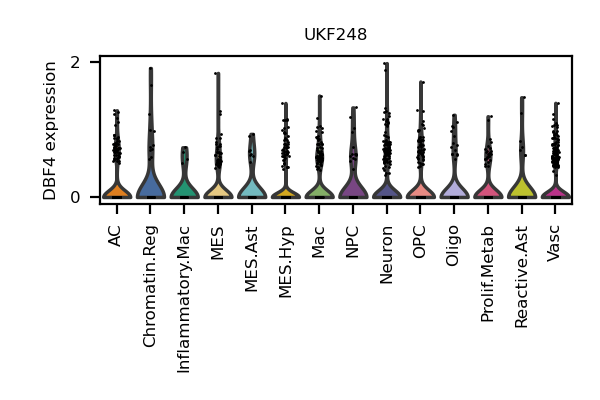 UKF248
DBF4 expression
2
0
AC
Chromatin.Reg
Inflammatory.Mac
MES
MES.Ast
MES.Hyp
Mac
NPC
Neuron
OPC
Oligo
Prolif.Metab
Reactive.Ast
Vasc